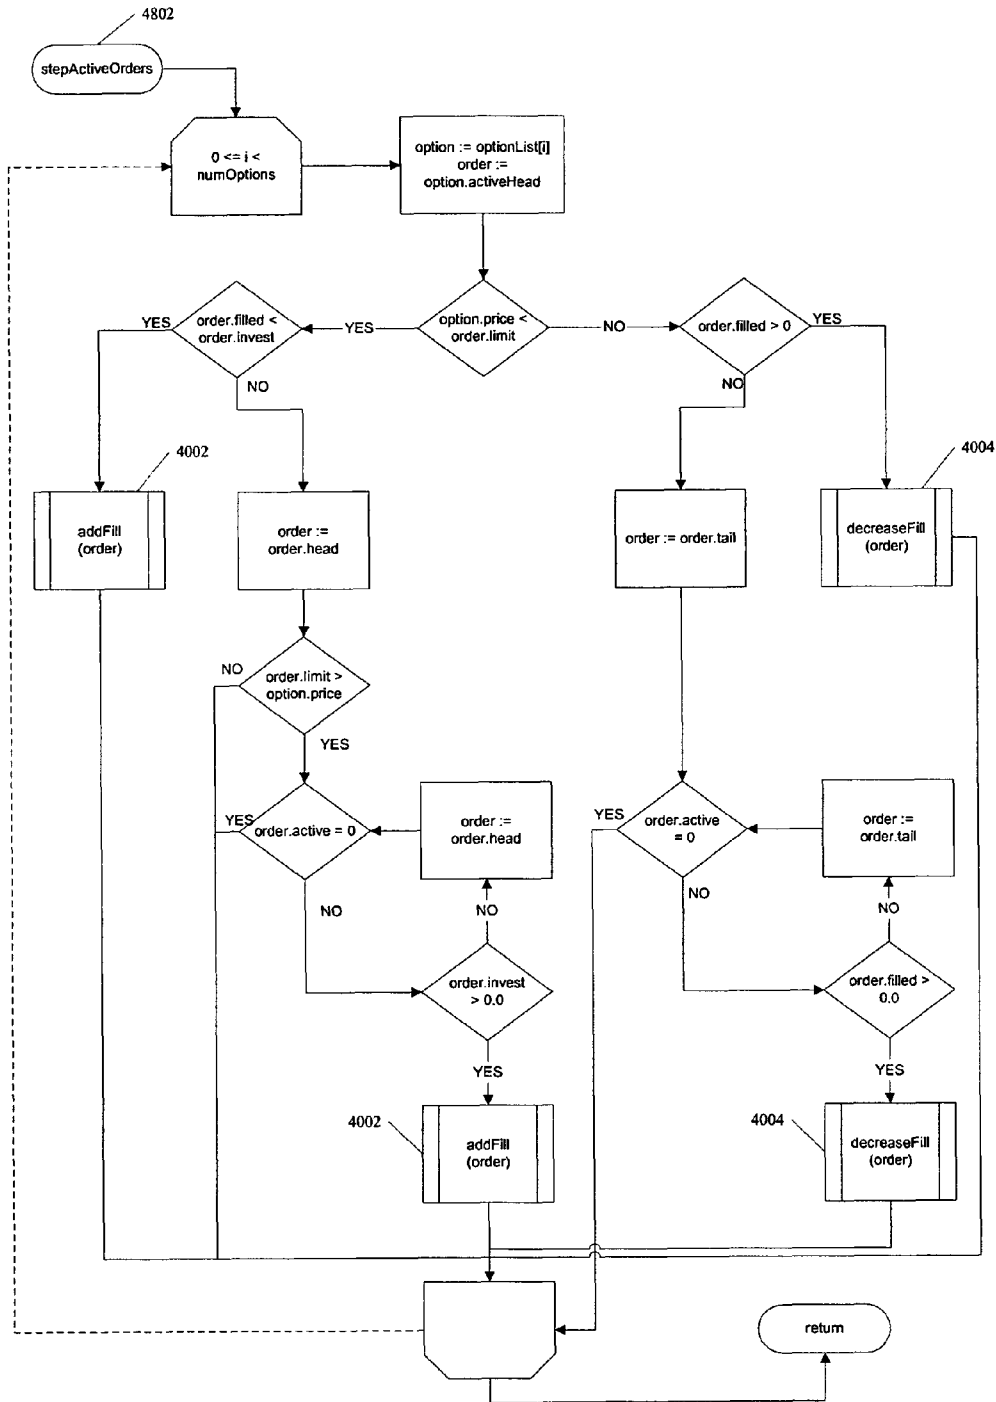 4802
stepActiveOrders
0 <= i <
numOptions
option := optionList[i]
order :=
option.activeHead
YES
order.filled <
order.invest
YES
option.price <
order.limit
NO
order.filled > 0
YES
NO
NO
4002
4004
addFill
(order)
order :=
order.head
order := order.tail
decreaseFill
(order)
NO
order.limit >
option.price
YES
YES
order.active = 0
order :=
order.head
YES
order.active
= 0
order :=
order.tail
NO
NO
NO
NO
order.invest
> 0.0
order.filled >
0.0
YES
YES
4002
addFill
(order)
4004
decreaseFill
(order)
return